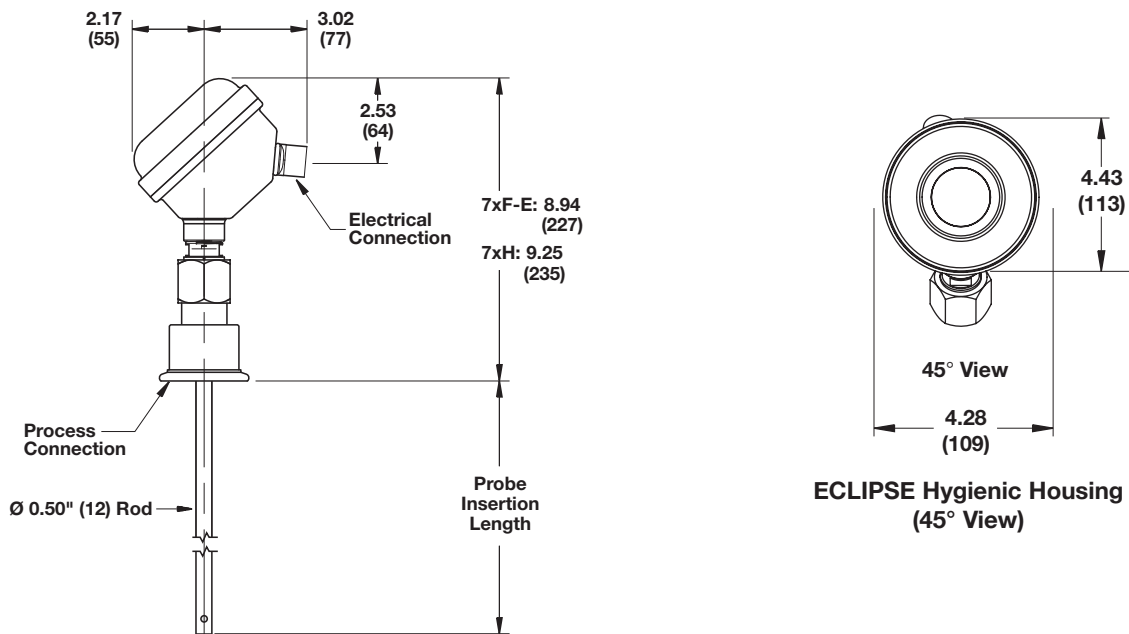 2.17
(55)
3.02
(77)
2.53
(64)
7xF-E: 8.94
(227)
7xH: 9.25
(235)
Electrical
Connection
Process
Connection
Ø 0.50" (12) Rod
Probe
Insertion
Length
4.43
(113)
45° View
4.28
(109)
ECLIPSE Hygienic Housing
(45° View)